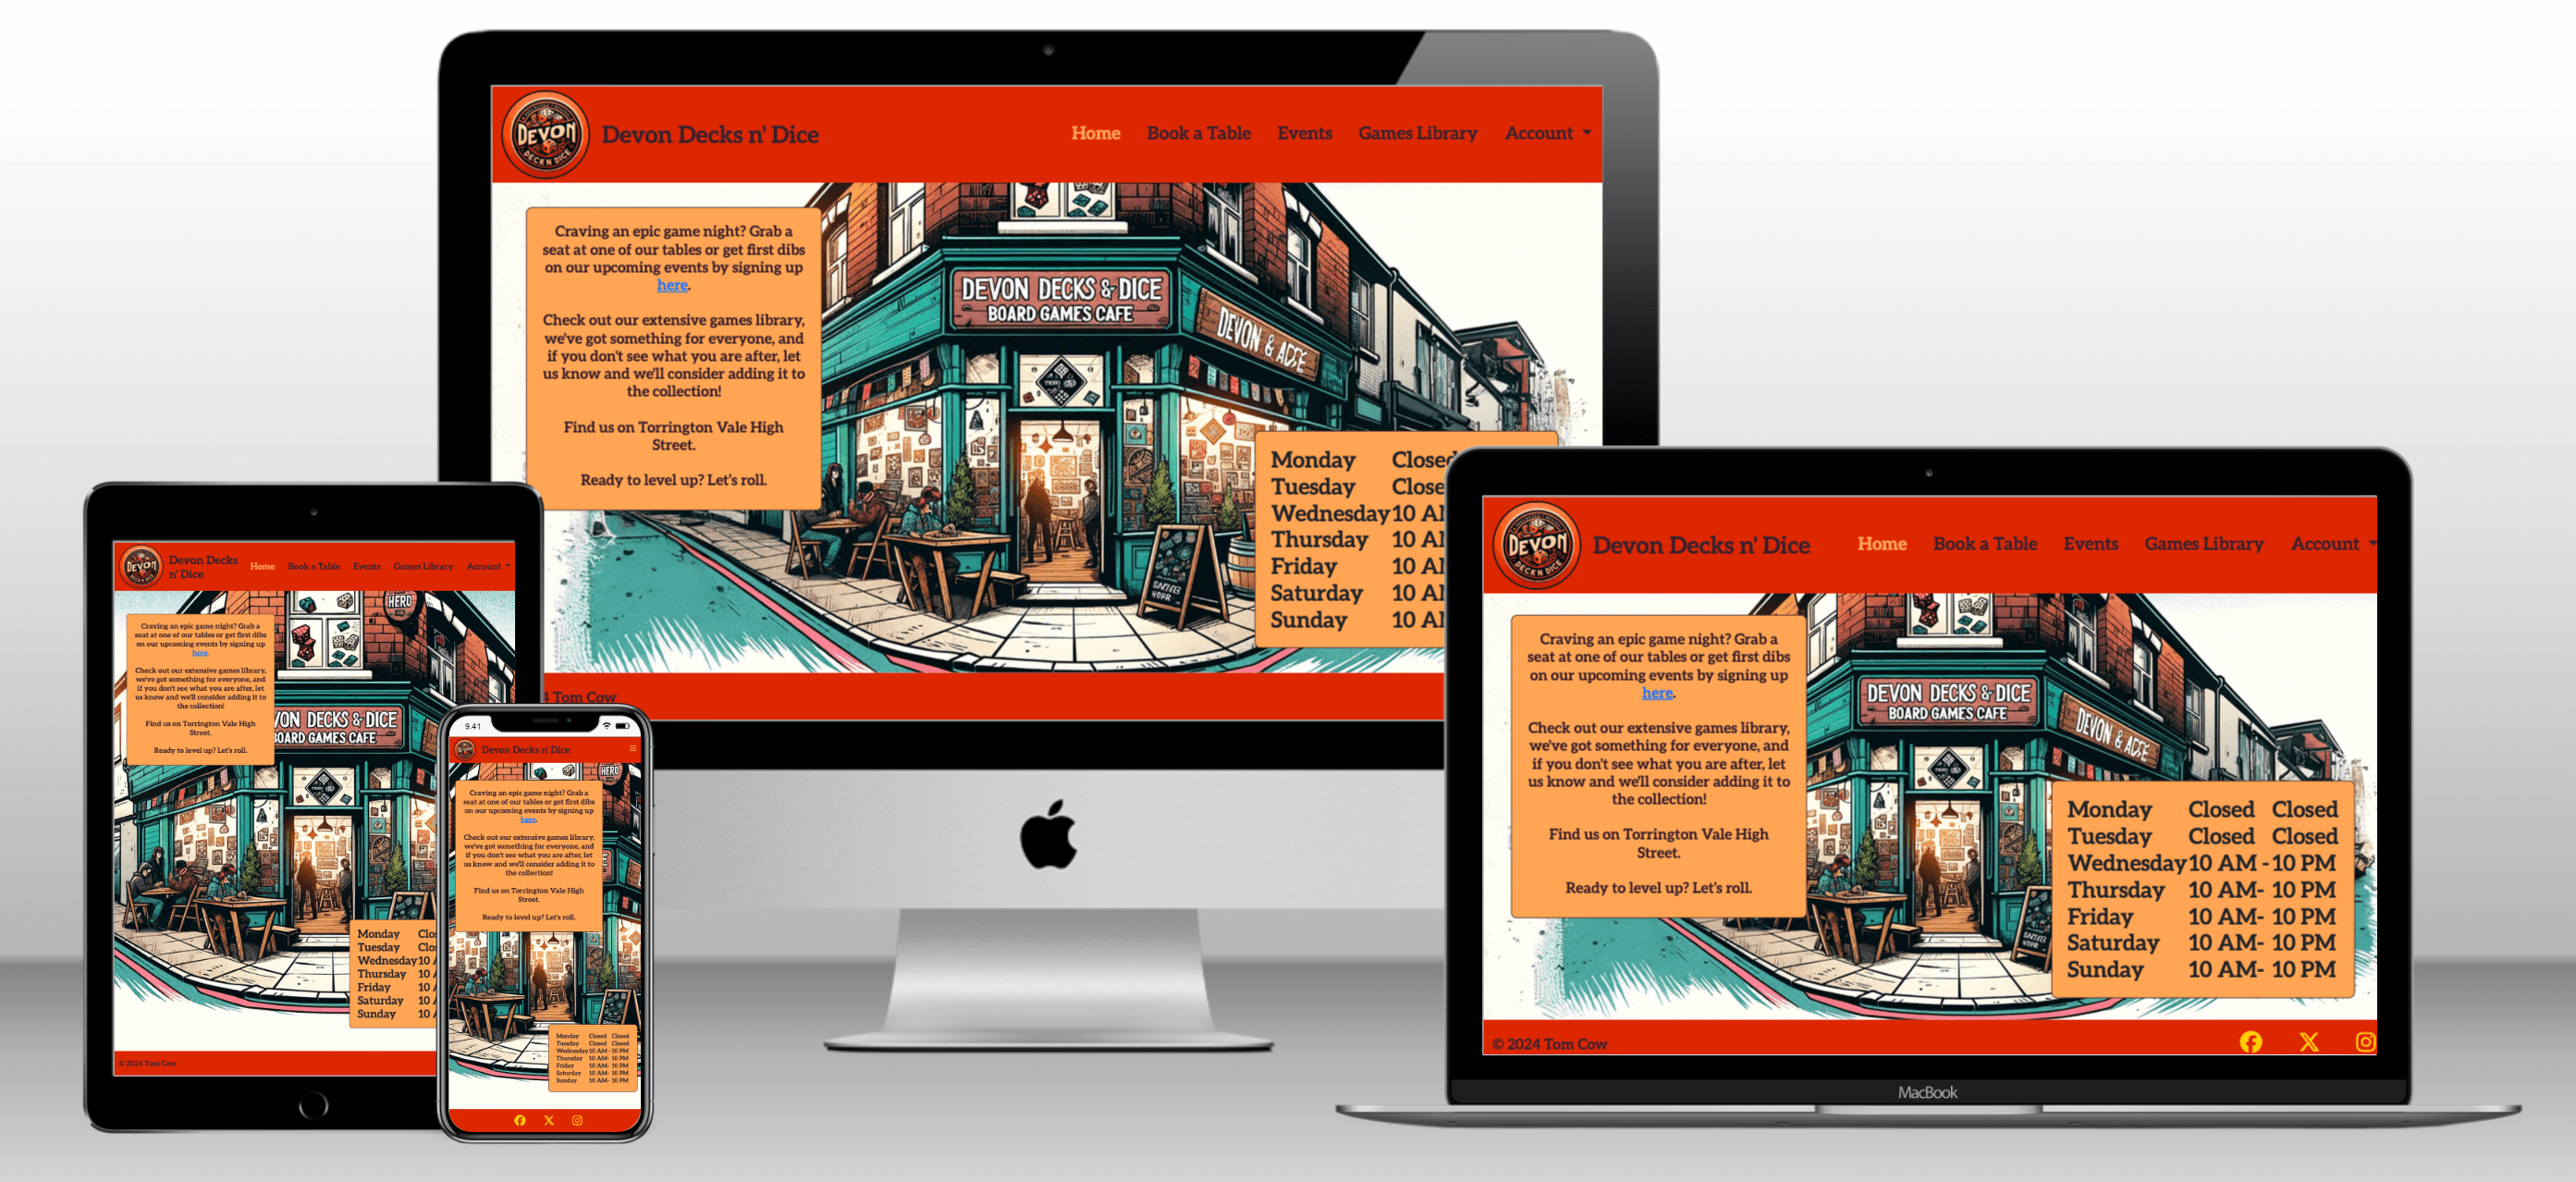 DEVON
DECK N DICE
Devon Decks n' Dice
Home Book a Table Events Games Library Account
Craving an epic game night? Grab a
seat at one of our tables or get first dibs
on our upcoming events by signing up
here.
Check out our extensive games library,
we've got something for everyone, and
if you don't see what you are after, let
us know and we'll consider adding it to
the collection!
Find us on Torrington Vale High
Street.
Ready to level up? Let's roll.
DEVON DECKS & DICE
BOARD GAMES CAFE
DEVON &
Monday Closed
Tuesday Close
Wednesday 10 A
Thursday 10 A
Friday 10 A
Saturday 10 A
Sunday 10 A
Tom Cow
DEVON
Devon Decks
n' Dice
Home Book a Table Events Games Library Account
HERO
Craving an epic game night? Grab a
seat at one of our tables or get first dibs
on our upcoming events by signing up
here.
Check out our extensive games library,
we've got something for everyone, and
if you don't see what you are after, let
us know and we'll consider adding it to
the collection!
Find us on Torrington Vale High
Street.
Ready to level up? Let's roll.
VON DECKS & DICE
OARD GAMES CAFE
Monday Clo
Tuesday Clo
Wednesday 10
Thursday 10
Friday 10
Saturday 10
Sunday 10
© 2024 Tom Cow
9.41
Devon Decks n' Dice
HERO
Craving an epic game night? Grab a
seat at one of our tables or get first dibs
on our upcoming events by signing up
here.
Check out our extensive games library,
we've got something for everyone, and
if you don't see what you are after, let
us know and we'll consider adding it to
the collection!
Find us on Torrington Vale High
Street.
Ready to level up? Let's roll.
Monday Closed Closed
Tuesday Closed Closed
Wednesday 10 AM - 10 PM
Thursday 10 AM- 10 PM
Friday 10 AM- 10 PM
Saturday 10 AM- 10 PM
Sunday 10 AM- 10 PM
DEVON
DECK N DICE
Devon Decks n' Dice
Home Book a Table Events Games Library Account
Craving an epic game night? Grab a
seat at one of our tables or get first dibs
on our upcoming events by signing up
here.
Check out our extensive games library,
we've got something for everyone, and
if you don't see what you are after, let
us know and we'll consider adding it to
the collection!
Find us on Torrington Vale High
Street.
Ready to level up? Let's roll.
DEVON DECKS & DICE
BOARD GAMES CAFE
DEVON &
Monday Closed Closed
Tuesday Closed Closed
Wednesday 10 AM - 10 PM
Thursday 10 AM- 10 PM
Friday 10 AM- 10 PM
Saturday 10 AM- 10 PM
Sunday 10 AM- 10 PM
© 2024 Tom Cow
MacBook